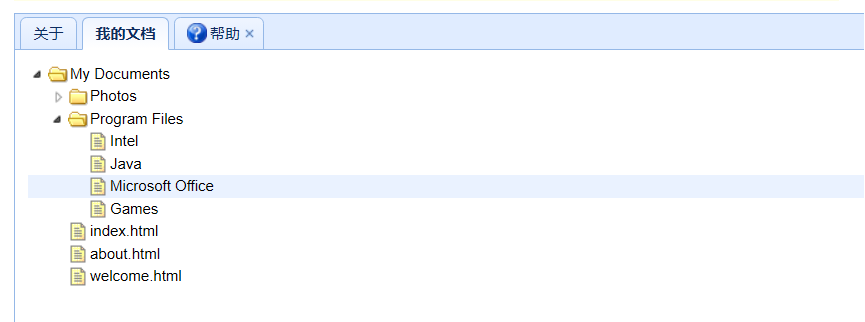 关于 我的文档 帮助
My Documents
Photos
Program Files
Intel
Java
Microsoft Office
Games
index.html
about.html
welcome.html